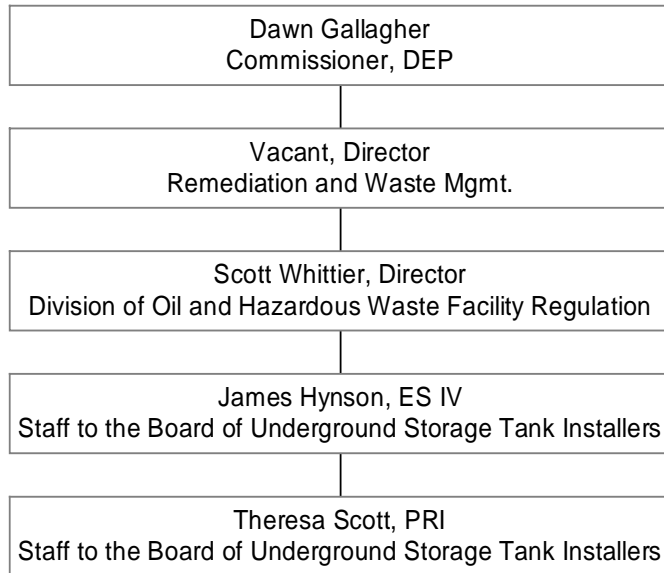 Dawn Gallagher
Commissioner, DEP
Vacant, Director
Remediation and Waste Mgmt.
Scott Whittier, Director
Division of Oil and Hazardous Waste Facility Regulation
James Hynson, ES IV
Staff to the Board of Underground Storage Tank Installers
Theresa Scott, PRI
Staff to the Board of Underground Storage Tank Installers